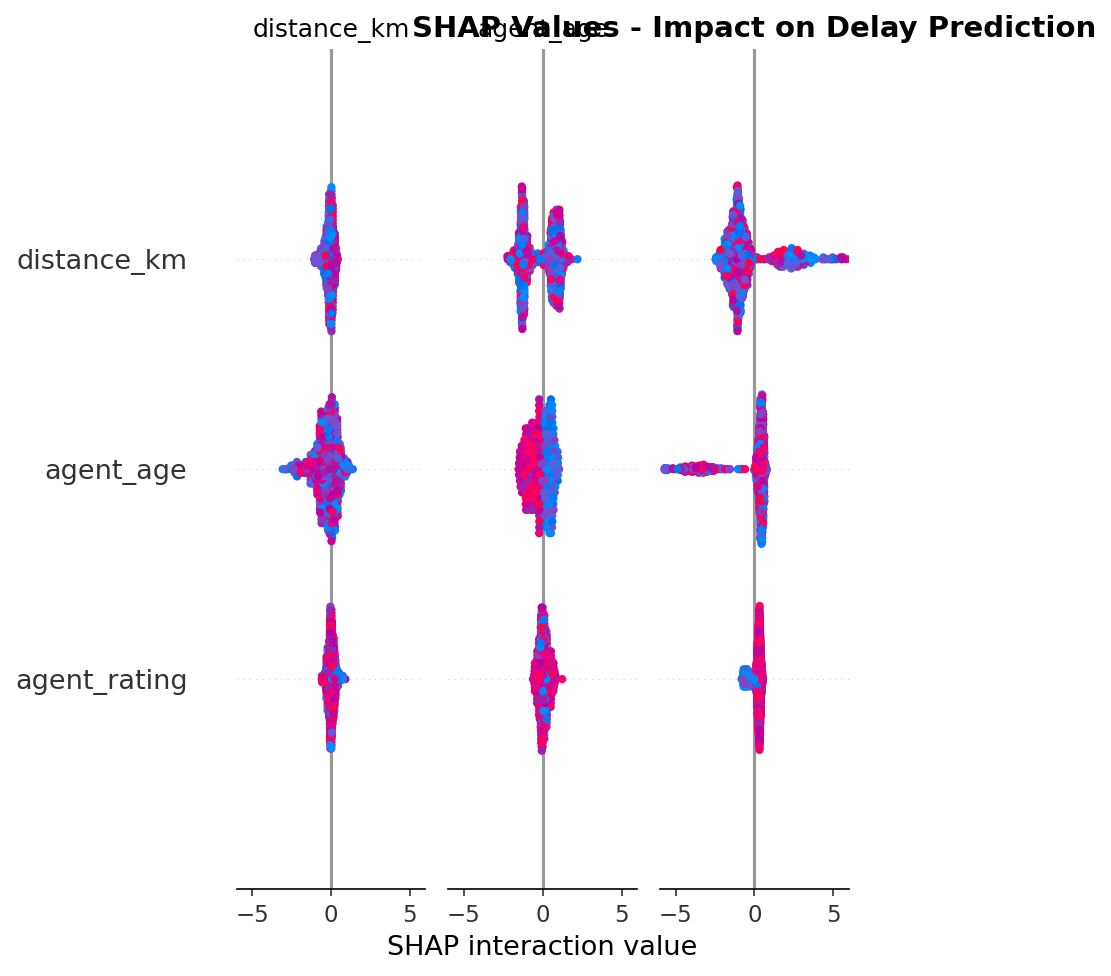 distance_km agent_age SHAP Values - Impact on Delay Prediction
distance_km
agent_age
agent_rating
−5 0 5 −5 0 5 −5 0 5
SHAP interaction value